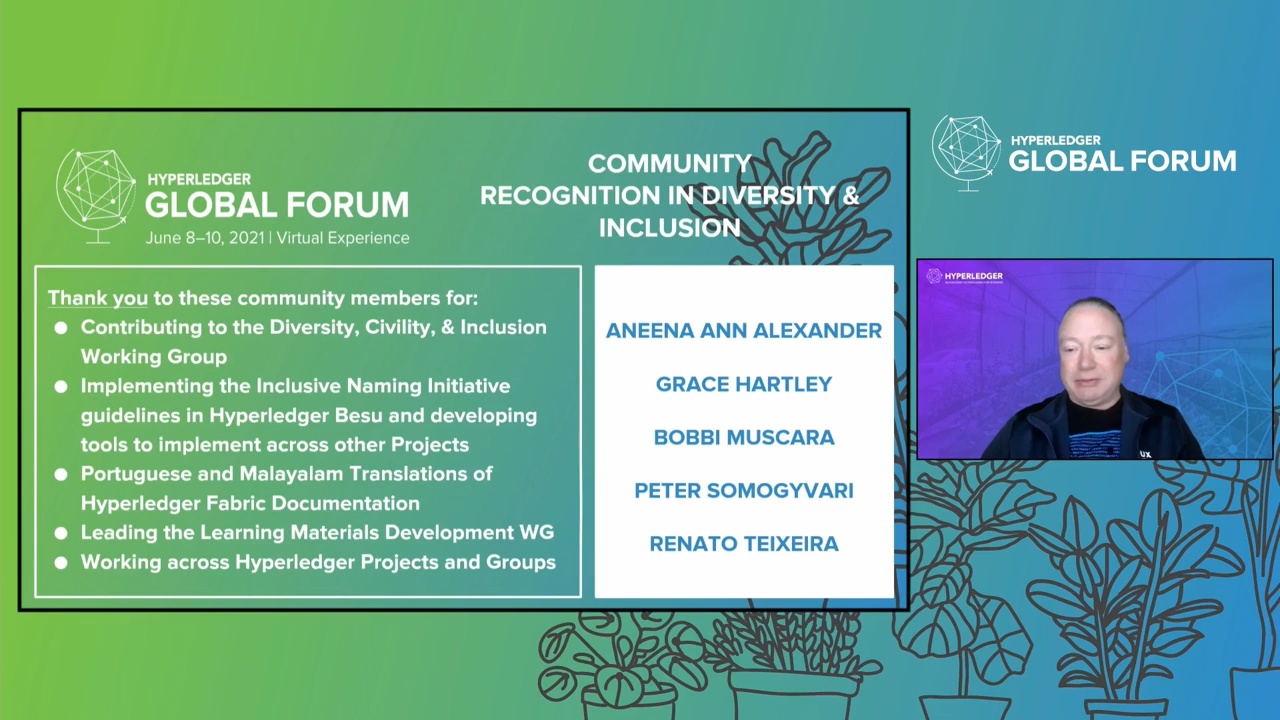 HYPERLEDGER
GLOBAL FORUM
June 8–10, 2021 | Virtual Experience
COMMUNITY
RECOGNITION IN DIVERSITY &
INCLUSION
Thank you to these community members for:
● Contributing to the Diversity, Civility, & Inclusion
Working Group
● Implementing the Inclusive Naming Initiative
guidelines in Hyperledger Besu and developing
tools to implement across other Projects
● Portuguese and Malayalam Translations of
Hyperledger Fabric Documentation
● Leading the Learning Materials Development WG
● Working across Hyperledger Projects and Groups
ANEENA ANN ALEXANDER
GRACE HARTLEY
BOBBI MUSCARA
PETER SOMOGYVARI
RENATO TEIXEIRA
HYPERLEDGER
GLOBAL FORUM
HYPERLEDGER
UX